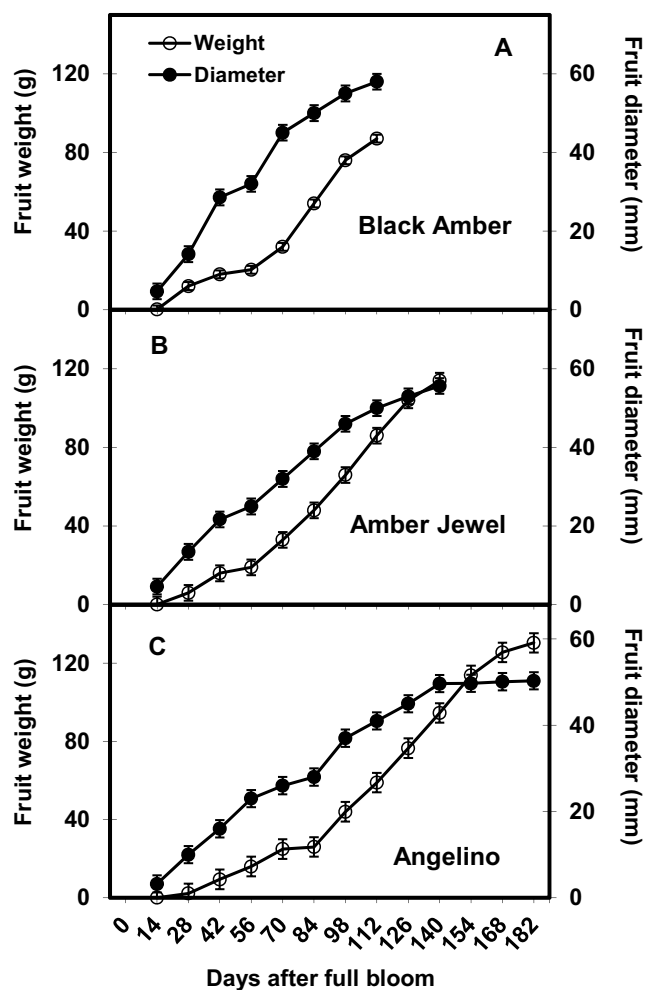 Weight
Diameter
A
Black Amber
Fruit weight (g)
120
80
40
0
Fruit diameter (mm)
60
40
20
0
B
Amber Jewel
Fruit weight (g)
120
80
40
0
Fruit diameter (mm)
60
40
20
0
C
Angelino
Fruit weight (g)
120
80
40
0
Fruit diameter (mm)
60
40
20
0
0 14 28 42 56 70 84 98 112 126 140 154 168 182
Days after full bloom